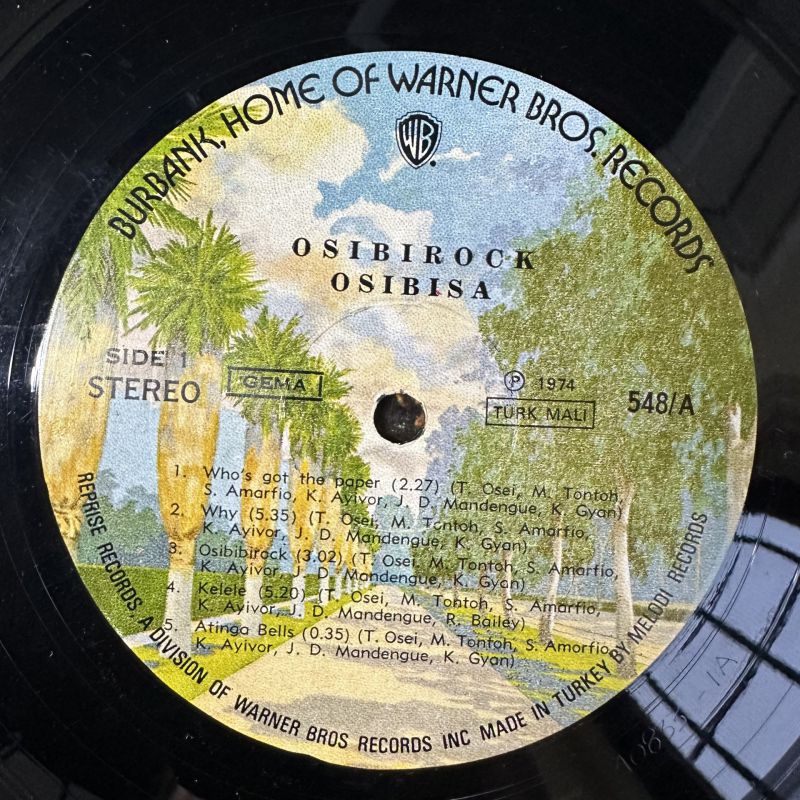 BURBANK, HOME OF WARNER BROS. RECORDS
WB
OSIBIROCK
OSIBISA
SIDE 1
STEREO
GEMA
℗ 1974
TÜRK MALI
548/A
1. Who's got the paper (2.27) (T. Osei, M. Tontoh,
S. Amarfio, K. Ayivor, J. D. Mandengue, K. Gyan)
2. Why (5.35) (T. Osei, M. Tontoh, S. Amarfio,
K. Ayivor, J. D. Mandengue, K. Gyan)
3. Osibibirock (3.02) (T. Osei, M. Tontoh, S. Amarfio,
K. Ayivor, J. D. Mandengue, K. Gyan)
4. Kelele (5.20) (T. Osei, M. Tontoh, S. Amarfio,
K. Ayivor, J. D. Mandengue, R. Bailey)
5. Atinga Bells (0.35) (T. Osei, M. Tontoh, S. Amarfio,
K. Ayivor, J. D. Mandengue, K. Gyan)
REPRISE RECORDS, A DIVISION OF WARNER BROS RECORDS INC MADE IN TURKEY BY MELODI RECORDS